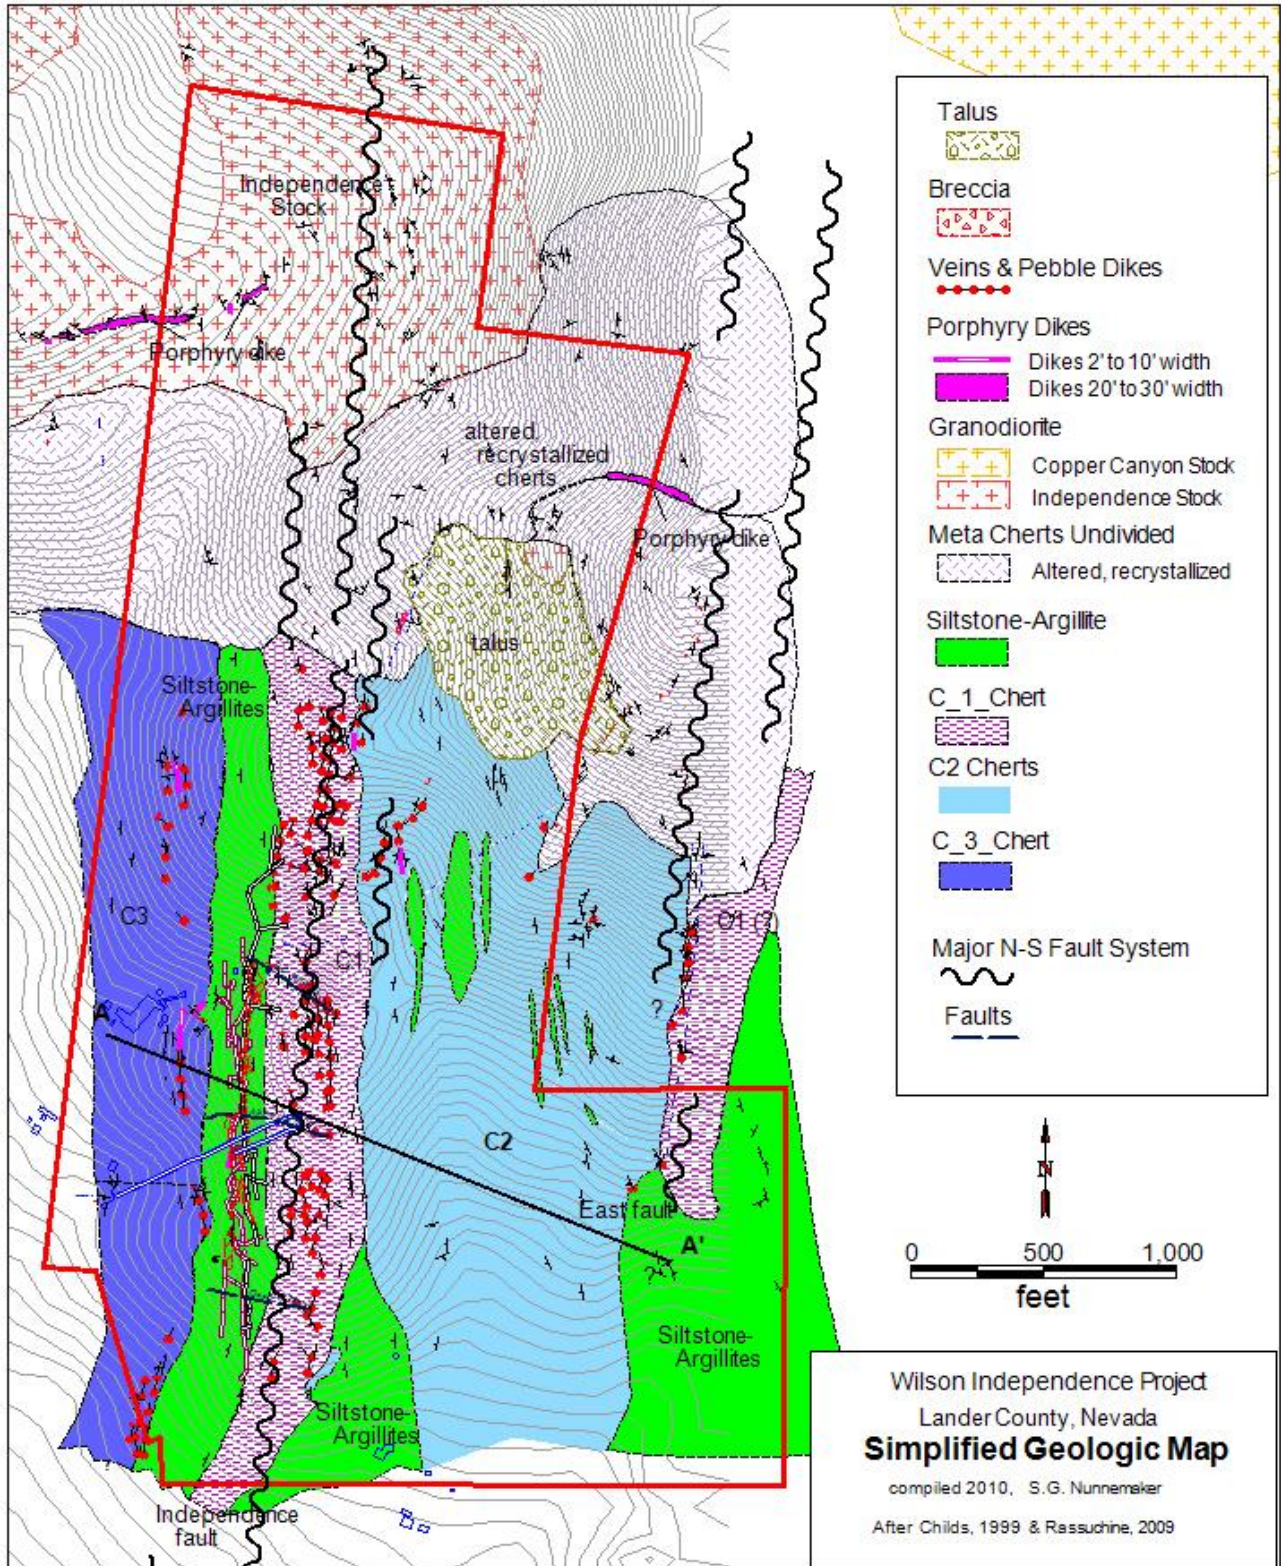 Independence
Stock
Porphyry dike
altered,
recrystallized
cherts
Porphyry dike
talus
Siltstone-
Argillites
C3
C1
C1 (?)
?
A
C2
East fault
A'
?
Siltstone-
Argillites
Siltstone-
Argillites
?
Independence
fault
Talus
Breccia
Veins & Pebble Dikes
Porphyry Dikes
Dikes 2' to 10' width
Dikes 20' to 30' width
Granodiorite
Copper Canyon Stock
Independence Stock
Meta Cherts Undivided
Altered, recrystallized
Siltstone-Argillite
C_1_Chert
C2 Cherts
C_3_Chert
Major N-S Fault System
Faults
N
0 500 1,000
feet
Wilson Independence Project
Lander County, Nevada
Simplified Geologic Map
compiled 2010, S.G. Nunnemaker
After Childs, 1999 & Rassuchine, 2009